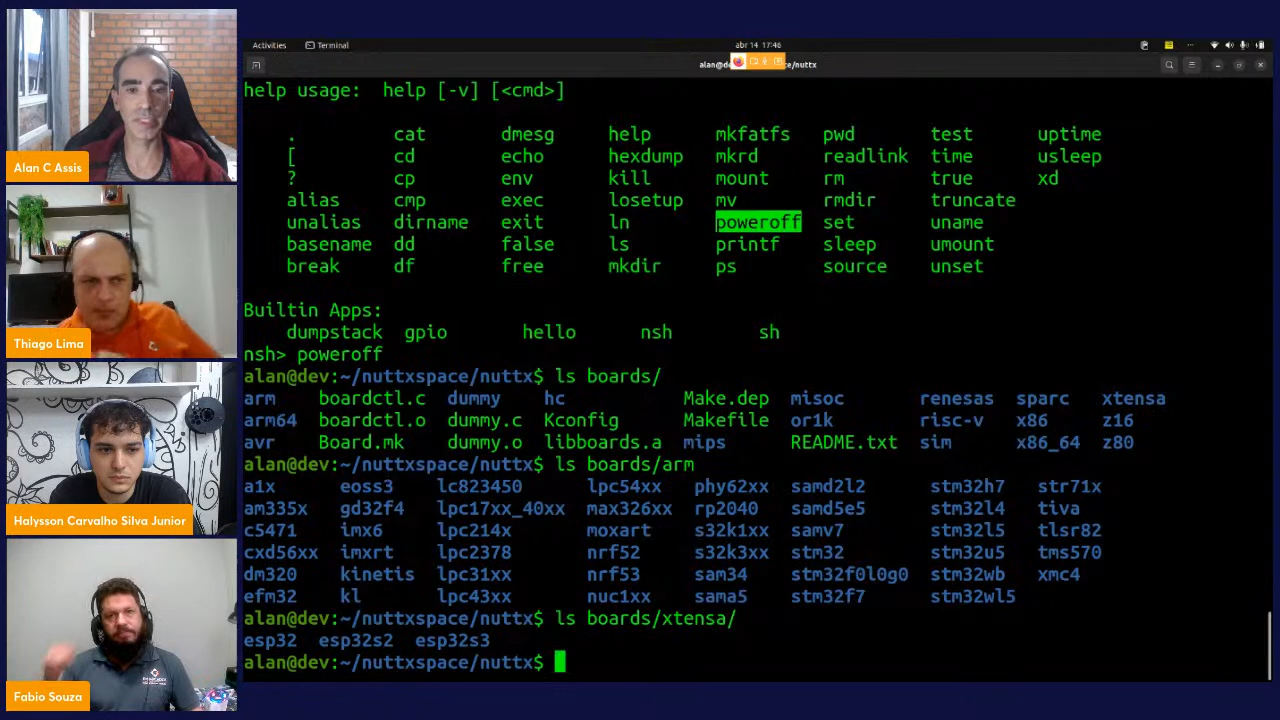 Alan C Assis
Thiago Lima
Halysson Carvalho Silva Junior
Fabio Souza
Activities Terminal abr 14 17:46
help usage:  help [-v] [<cmd>]
. cat dmesg help mkfatfs pwd test uptime
[ cd echo hexdump mkrd readlink time usleep
? cp env kill mount rm true xd
alias cmp exec losetup mv rmdir truncate
unalias dirname exit ln poweroff set uname
basename dd false ls printf sleep umount
break df free mkdir ps source unset
Builtin Apps:
dumpstack gpio hello nsh sh
nsh> poweroff
alan@dev:~/nuttxspace/nuttx$ ls boards/
arm boardctl.c dummy hc Make.dep misoc renesas sparc xtensa
arm64 boardctl.o dummy.c Kconfig Makefile or1k risc-v x86 z16
avr Board.mk dummy.o libboards.a mips README.txt sim x86_64 z80
alan@dev:~/nuttxspace/nuttx$ ls boards/arm
a1x eoss3 lc823450 lpc54xx phy62xx samd2l2 stm32h7 str71x
am335x gd32f4 lpc17xx_40xx max326xx rp2040 samd5e5 stm32l4 tiva
c5471 imx6 lpc214x moxart s32k1xx samv7 stm32l5 tlsr82
cxd56xx imxrt lpc2378 nrf52 s32k3xx stm32 stm32u5 tms570
dm320 kinetis lpc31xx nrf53 sam34 stm32f0l0g0 stm32wb xmc4
efm32 kl lpc43xx nuc1xx sama5 stm32f7 stm32wl5
alan@dev:~/nuttxspace/nuttx$ ls boards/xtensa/
esp32 esp32s2 esp32s3
alan@dev:~/nuttxspace/nuttx$